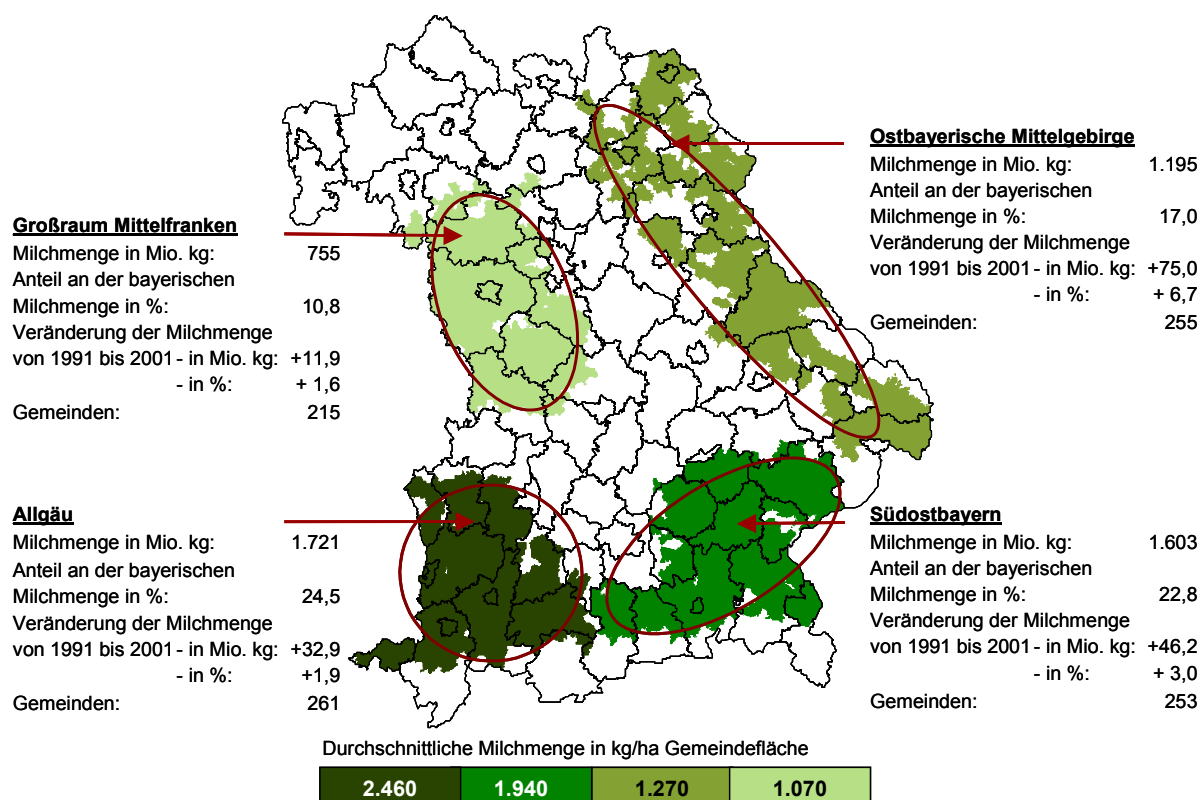 Ostbayerische Mittelgebirge
Milchmenge in Mio. kg: 1.195
Anteil an der bayerischen
Milchmenge in %: 17,0
Veränderung der Milchmenge
von 1991 bis 2001 - in Mio. kg: +75,0
- in %: + 6,7
Gemeinden: 255
Großraum Mittelfranken
Milchmenge in Mio. kg: 755
Anteil an der bayerischen
Milchmenge in %: 10,8
Veränderung der Milchmenge
von 1991 bis 2001 - in Mio. kg: +11,9
- in %: + 1,6
Gemeinden: 215
Allgäu
Milchmenge in Mio. kg: 1.721
Anteil an der bayerischen
Milchmenge in %: 24,5
Veränderung der Milchmenge
von 1991 bis 2001 - in Mio. kg: +32,9
- in %: +1,9
Gemeinden: 261
Südostbayern
Milchmenge in Mio. kg: 1.603
Anteil an der bayerischen
Milchmenge in %: 22,8
Veränderung der Milchmenge
von 1991 bis 2001 - in Mio. kg: +46,2
- in %: + 3,0
Gemeinden: 253
Durchschnittliche Milchmenge in kg/ha Gemeindefläche
2.460 1.940 1.270 1.070